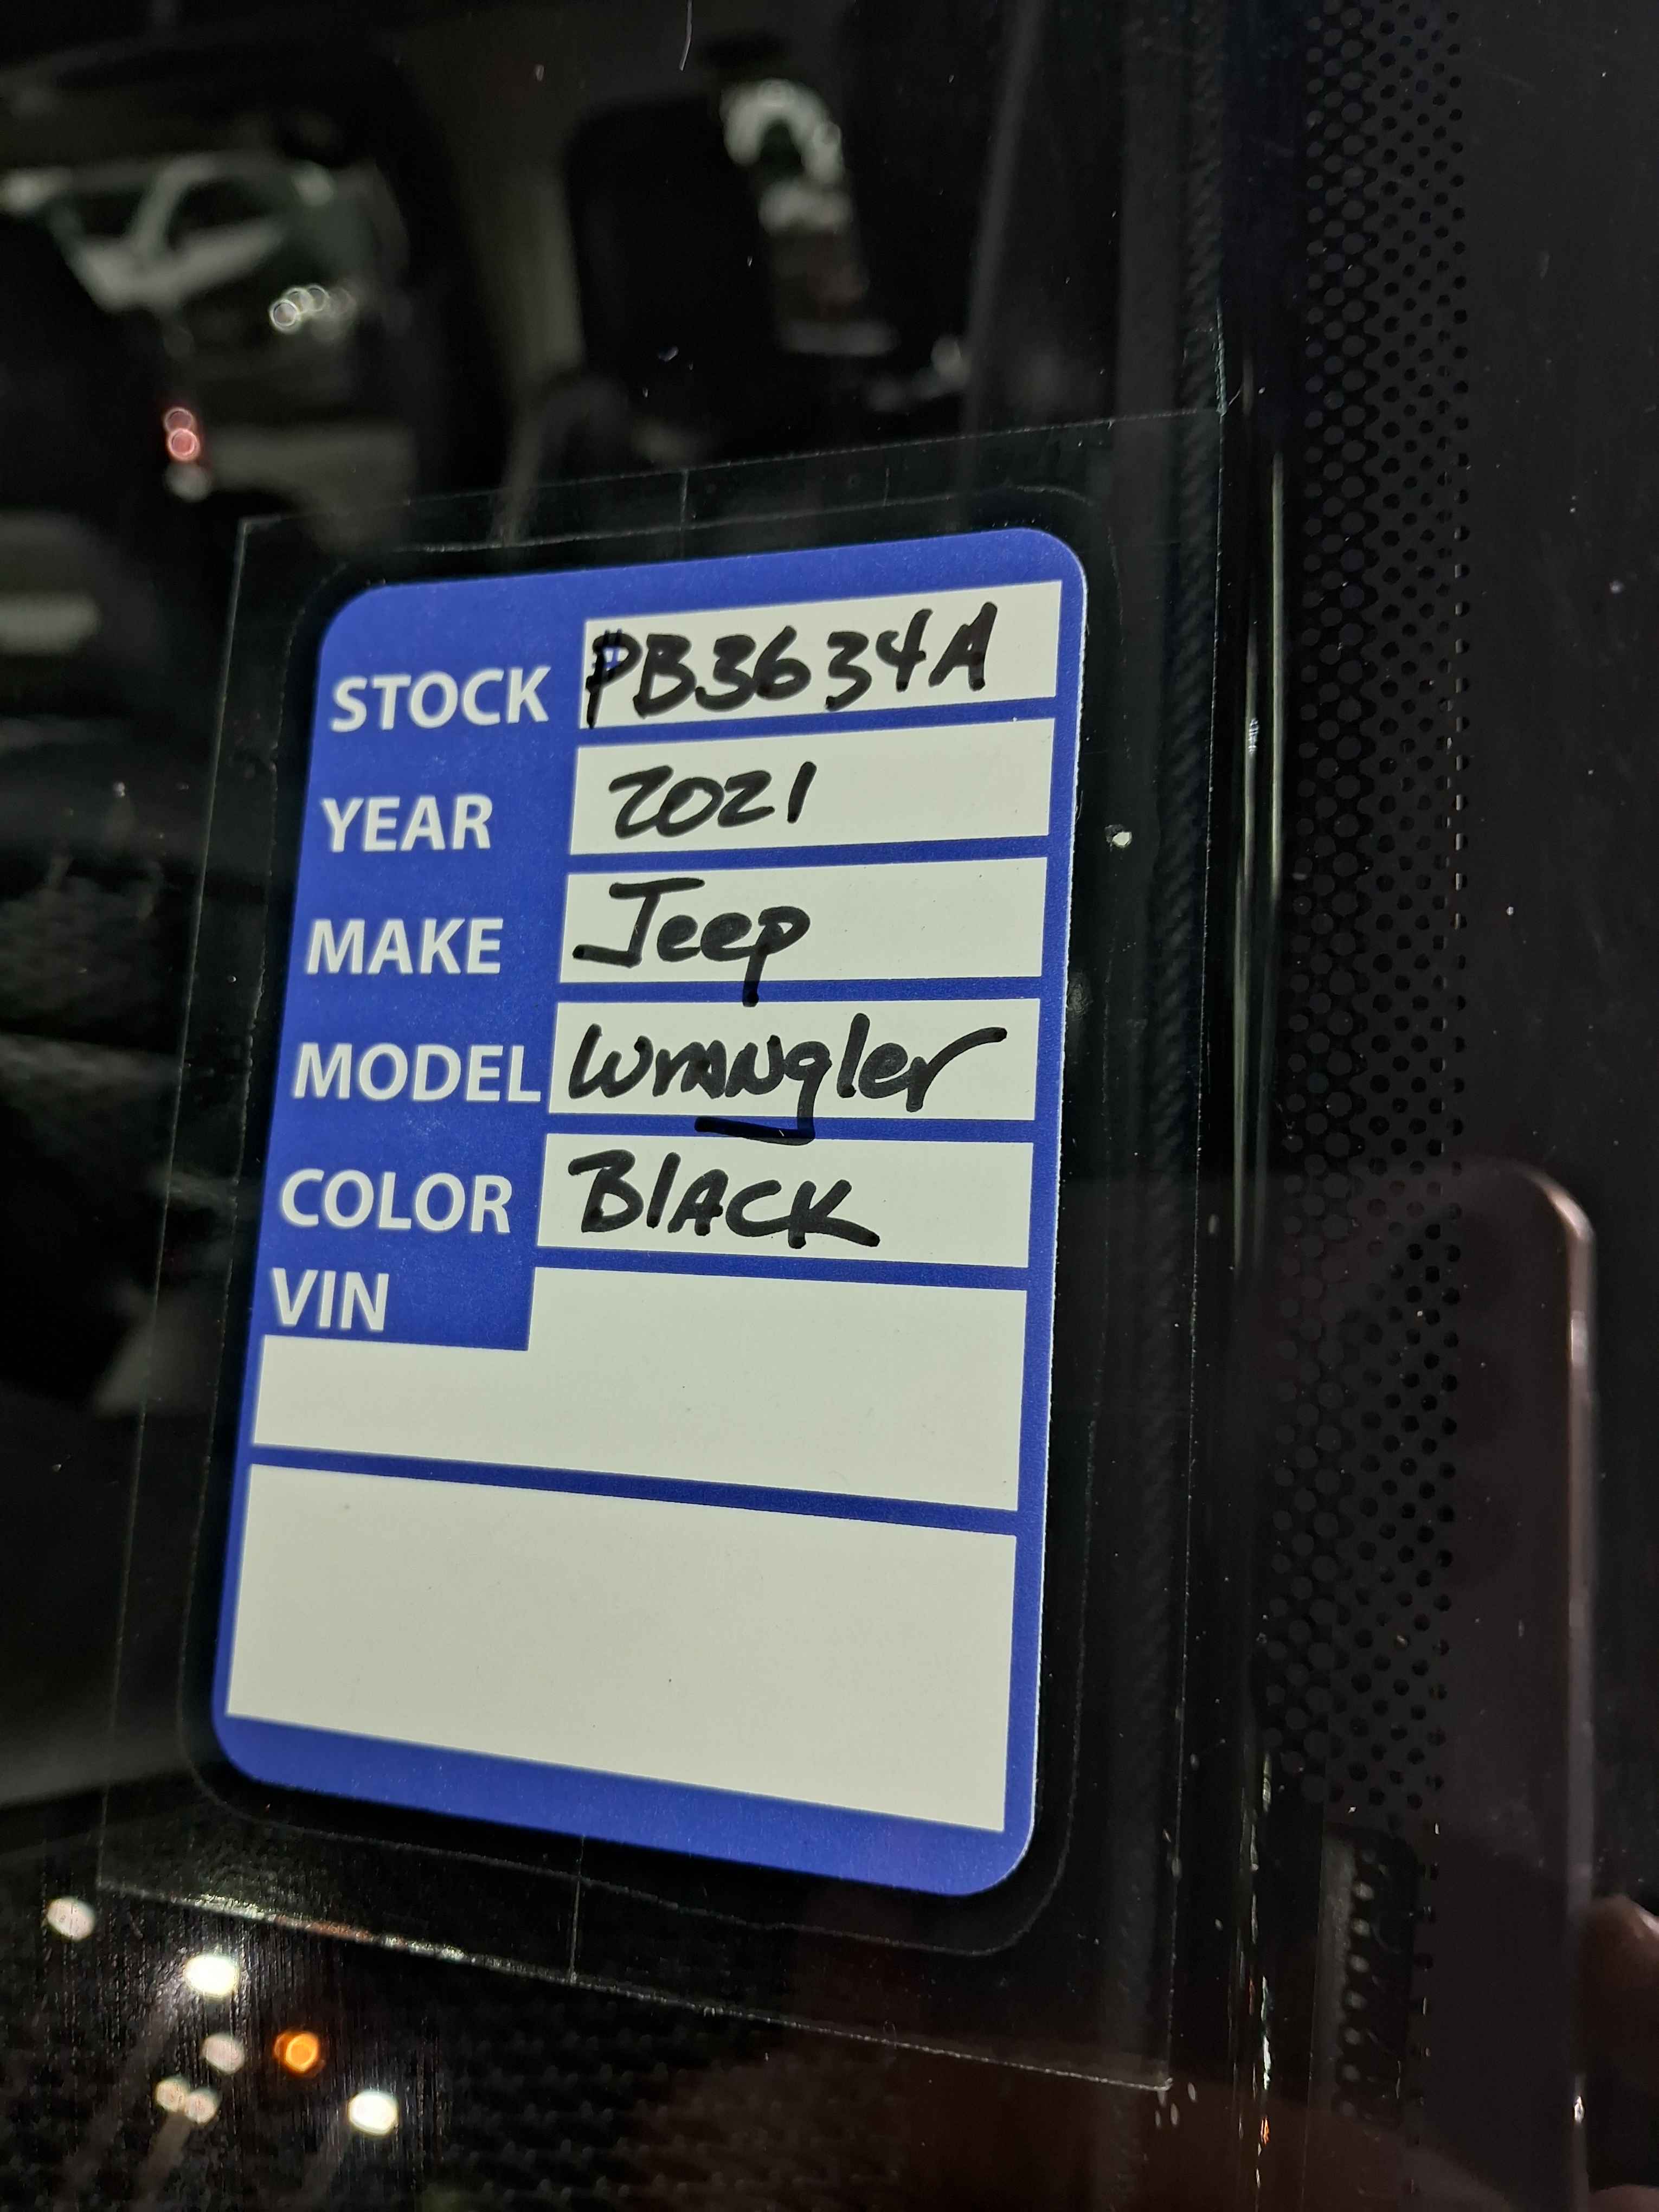 STOCK PB3634A
YEAR 2021
MAKE Jeep
MODEL Wrangler
COLOR Black
VIN